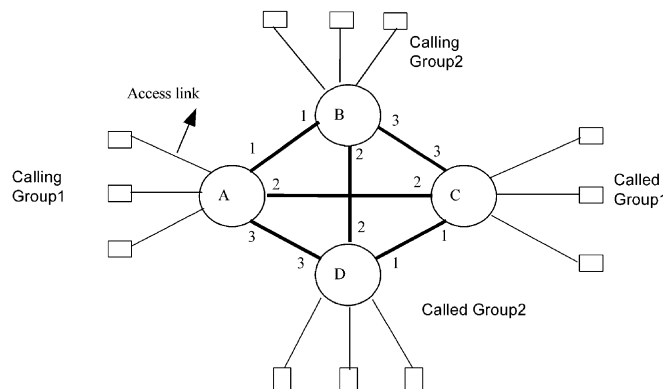 Calling
Group2
Access link
1
B
3
1
2
3
Calling
Group1
A
2
2
C
Called
Group1
3
2
1
3
D
1
Called Group2